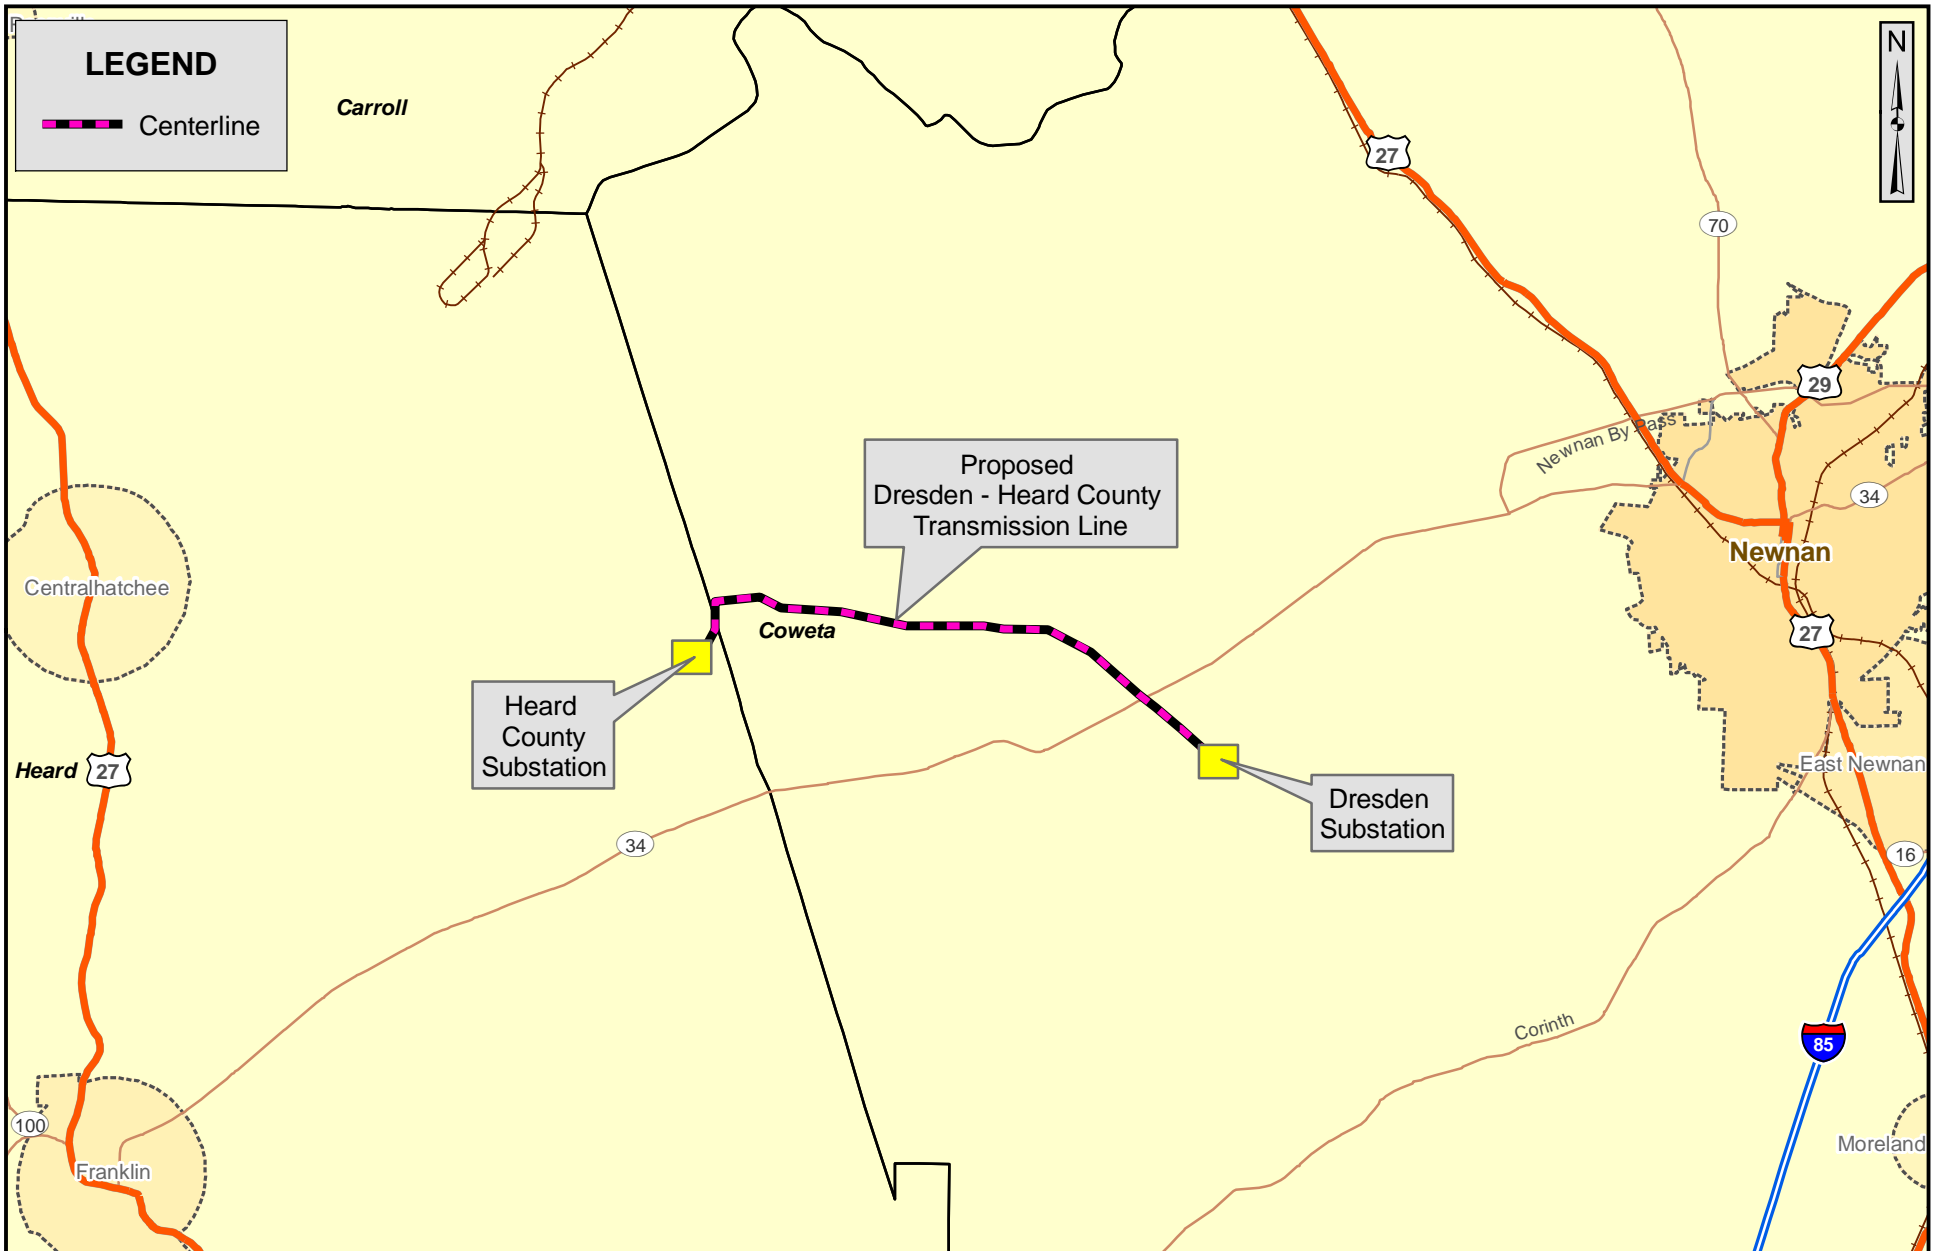 LEGEND
Centerline
N
Carroll
27
70
29
Newnan By Pass
34
Newnan
27
Proposed
Dresden - Heard County
Transmission Line
Centralhatchee
Coweta
Heard
County
Substation
Heard
27
East Newnan
Dresden
Substation
34
16
Corinth
85
100
Franklin
Moreland